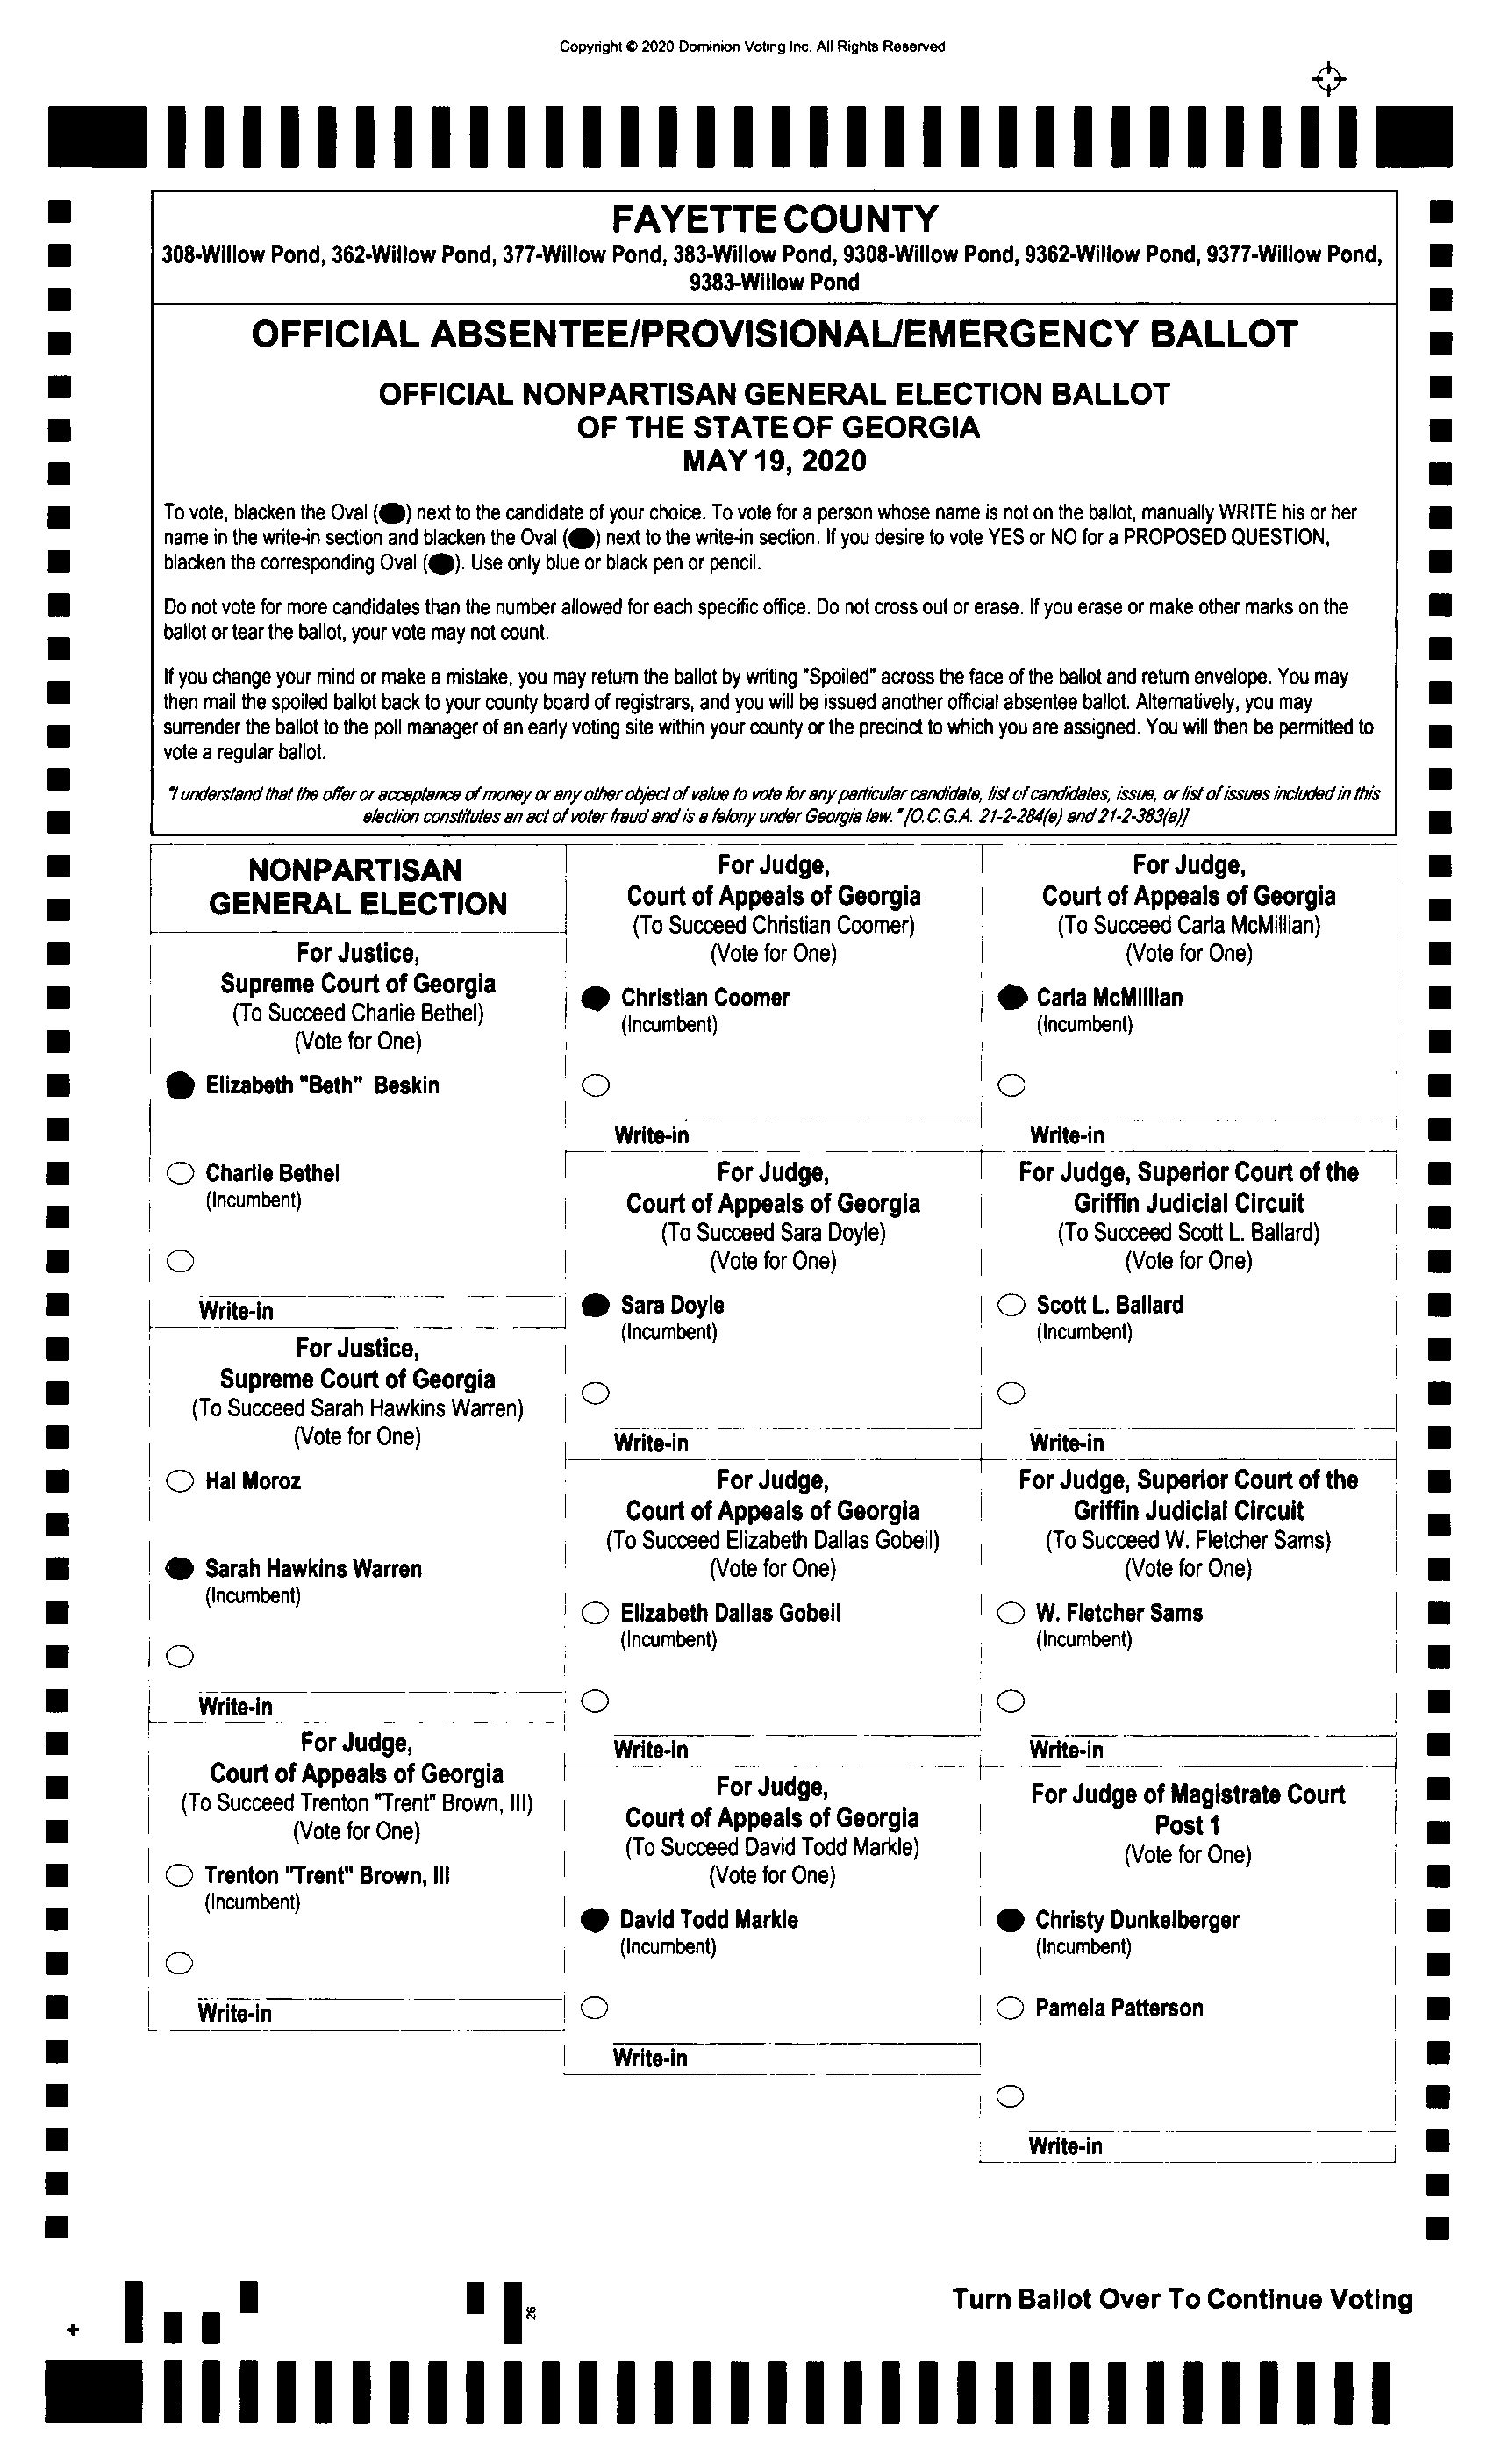 Copyright © 2020 Dominion Voting Inc. All Rights Reserved
FAYETTE COUNTY
308-Willow Pond, 362-Willow Pond, 377-Willow Pond, 383-Willow Pond, 9308-Willow Pond, 9362-Willow Pond, 9377-Willow Pond,
9383-Willow Pond
OFFICIAL ABSENTEE/PROVISIONAL/EMERGENCY BALLOT
OFFICIAL NONPARTISAN GENERAL ELECTION BALLOT
OF THE STATE OF GEORGIA
MAY 19, 2020
To vote, blacken the Oval (⬬) next to the candidate of your choice. To vote for a person whose name is not on the ballot, manually WRITE his or her
name in the write-in section and blacken the Oval (⬬) next to the write-in section. If you desire to vote YES or NO for a PROPOSED QUESTION,
blacken the corresponding Oval (⬬). Use only blue or black pen or pencil.
Do not vote for more candidates than the number allowed for each specific office. Do not cross out or erase. If you erase or make other marks on the
ballot or tear the ballot, your vote may not count.
If you change your mind or make a mistake, you may return the ballot by writing "Spoiled" across the face of the ballot and return envelope. You may
then mail the spoiled ballot back to your county board of registrars, and you will be issued another official absentee ballot. Alternatively, you may
surrender the ballot to the poll manager of an early voting site within your county or the precinct to which you are assigned. You will then be permitted to
vote a regular ballot.
"I understand that the offer or acceptance of money or any other object of value to vote for any particular candidate, list of candidates, issue, or list of issues included in this
election constitutes an act of voter fraud and is a felony under Georgia law." [O.C.G.A. 21-2-284(e) and 21-2-383(a)]
NONPARTISAN
GENERAL ELECTION
For Justice,
Supreme Court of Georgia
(To Succeed Charlie Bethel)
(Vote for One)
Elizabeth "Beth" Beskin
Charlie Bethel
(Incumbent)
Write-in
For Justice,
Supreme Court of Georgia
(To Succeed Sarah Hawkins Warren)
(Vote for One)
Hal Moroz
Sarah Hawkins Warren
(Incumbent)
Write-in
For Judge,
Court of Appeals of Georgia
(To Succeed Trenton "Trent" Brown, III)
(Vote for One)
Trenton "Trent" Brown, III
(Incumbent)
Write-in
For Judge,
Court of Appeals of Georgia
(To Succeed Christian Coomer)
(Vote for One)
Christian Coomer
(Incumbent)
Write-in
For Judge,
Court of Appeals of Georgia
(To Succeed Sara Doyle)
(Vote for One)
Sara Doyle
(Incumbent)
Write-in
For Judge,
Court of Appeals of Georgia
(To Succeed Elizabeth Dallas Gobeil)
(Vote for One)
Elizabeth Dallas Gobeil
(Incumbent)
Write-in
For Judge,
Court of Appeals of Georgia
(To Succeed David Todd Markle)
(Vote for One)
David Todd Markle
(Incumbent)
Write-in
For Judge,
Court of Appeals of Georgia
(To Succeed Carla McMillian)
(Vote for One)
Carla McMillian
(Incumbent)
Write-in
For Judge, Superior Court of the
Griffin Judicial Circuit
(To Succeed Scott L. Ballard)
(Vote for One)
Scott L. Ballard
(Incumbent)
Write-in
For Judge, Superior Court of the
Griffin Judicial Circuit
(To Succeed W. Fletcher Sams)
(Vote for One)
W. Fletcher Sams
(Incumbent)
Write-in
For Judge of Magistrate Court
Post 1
(Vote for One)
Christy Dunkelberger
(Incumbent)
Pamela Patterson
Write-in
Turn Ballot Over To Continue Voting
26